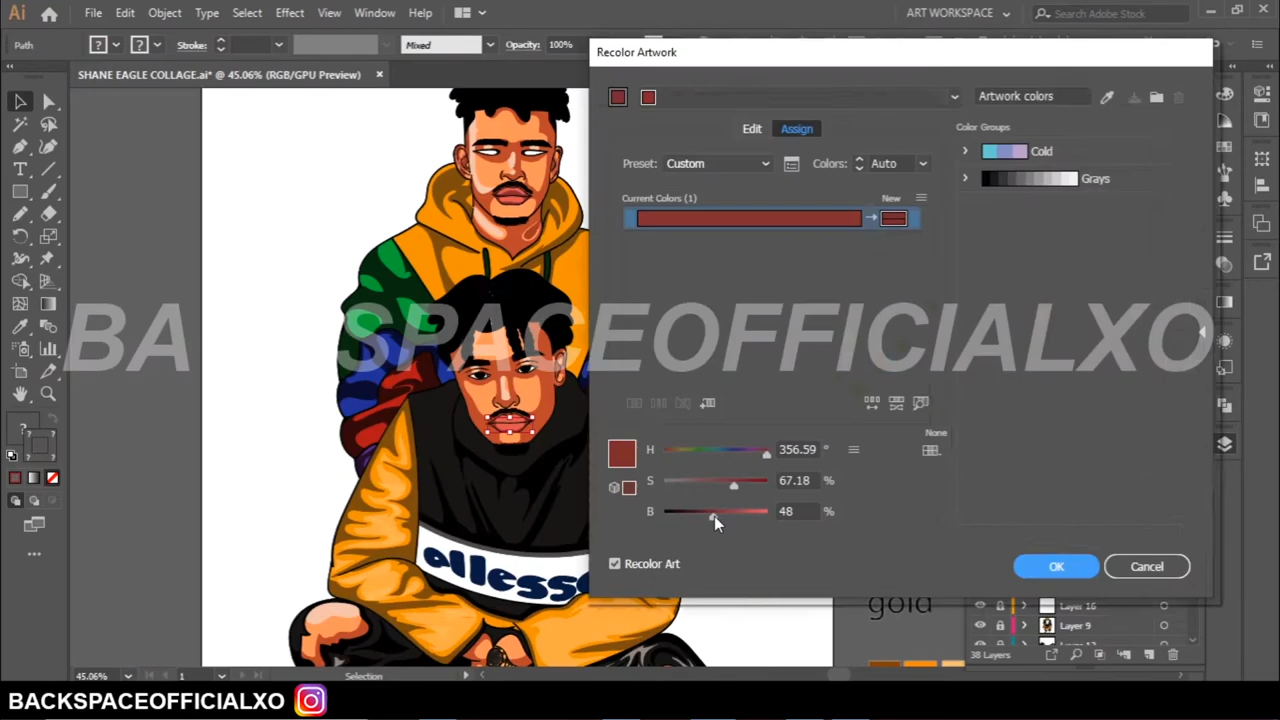 Ai File Edit Object Type Select Effect View Window Help ART WORKSPACE Search Adobe Stock
Path ? ? Stroke: Mixed Opacity: 100%
SHANE EAGLE COLLAGE.ai* @ 45.06% (RGB/GPU Preview) ×
Recolor Artwork
Artwork colors
Edit Assign
Color Groups
Preset: Custom Colors: Auto
Cold
Grays
Current Colors (1) New
BACKSPACEOFFICIALXO
ellesse
None
H 356.59 °
S 67.18 %
B 48 %
?
Recolor Art
OK Cancel
gold
Layer 16
Layer 9
38 Layers
45.06% 1 Selection
BACKSPACEOFFICIALXO